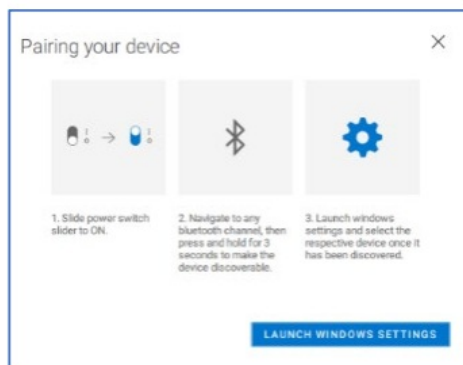 Pairing your device
1. Slide power switch
slider to ON.
2. Navigate to any
bluetooth channel, then
press and hold for 3
seconds to make the
device discoverable.
3. Launch windows
settings and select the
respective device once it
has been discovered.
LAUNCH WINDOWS SETTINGS